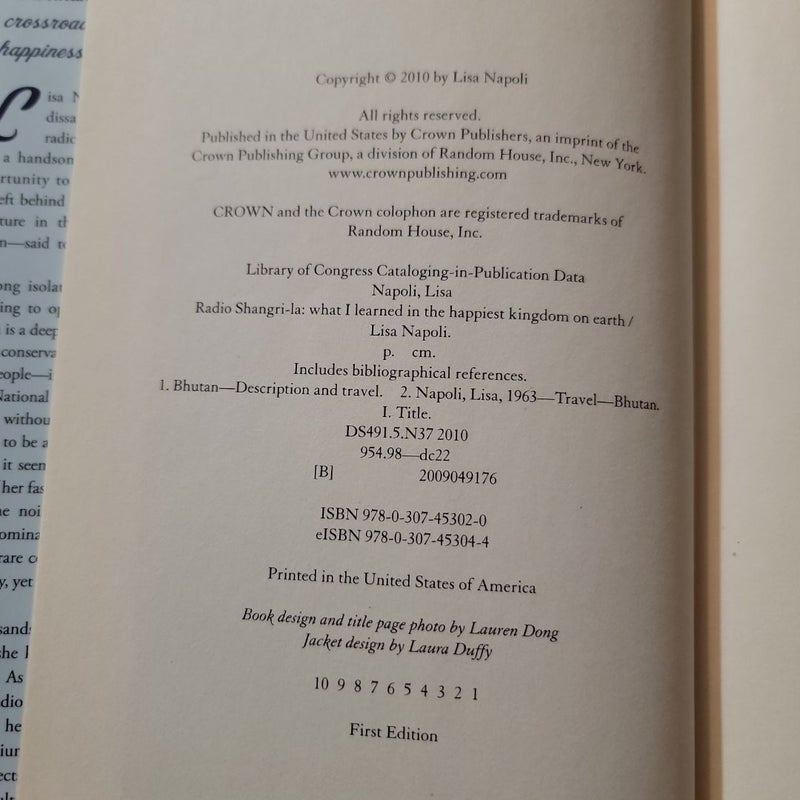 crossroad
happiness
isa
dissa
radic
a handson
rtunity to
eft behind
ture in th
n—said to
ong isolat
ing to op
is a deep
conserva
eople—i
National
withou
to be a
it seen
her fas
e noi
omina
rare c
y, yet
sands
she l
As
dio
he
iur
ect
Copyright © 2010 by Lisa Napoli
All rights reserved.
Published in the United States by Crown Publishers, an imprint of the
Crown Publishing Group, a division of Random House, Inc., New York.
www.crownpublishing.com
CROWN and the Crown colophon are registered trademarks of
Random House, Inc.
Library of Congress Cataloging-in-Publication Data
Napoli, Lisa
Radio Shangri-la: what I learned in the happiest kingdom on earth /
Lisa Napoli.
p. cm.
Includes bibliographical references.
1. Bhutan—Description and travel. 2. Napoli, Lisa, 1963—Travel—Bhutan.
I. Title.
DS491.5.N37 2010
954.98—dc22
[B] 2009049176
ISBN 978-0-307-45302-0
eISBN 978-0-307-45304-4
Printed in the United States of America
Book design and title page photo by Lauren Dong
Jacket design by Laura Duffy
10 9 8 7 6 5 4 3 2 1
First Edition